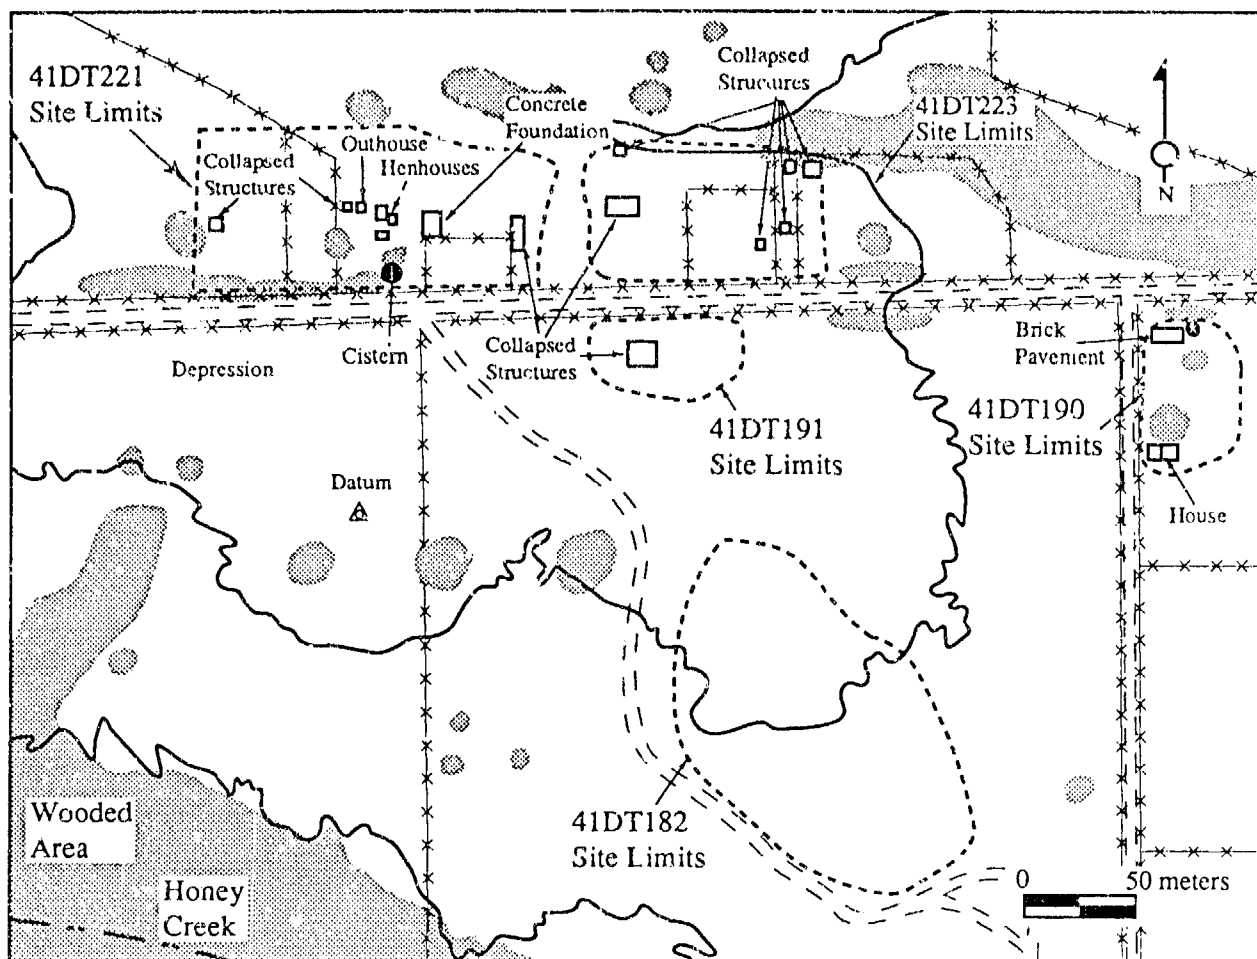 41DT221
Site Limits
Collapsed
Structures
Outhouse
Henhouses
Concrete
Foundation
Collapsed
Structures
41DT223
Site Limits
N
Depression
Cistern
Collapsed
Structures
41DT191
Site Limits
Brick
Pavement
41DT190
Site Limits
House
Datum
41DT182
Site Limits
Wooded
Area
Honey
Creek
0 50 meters